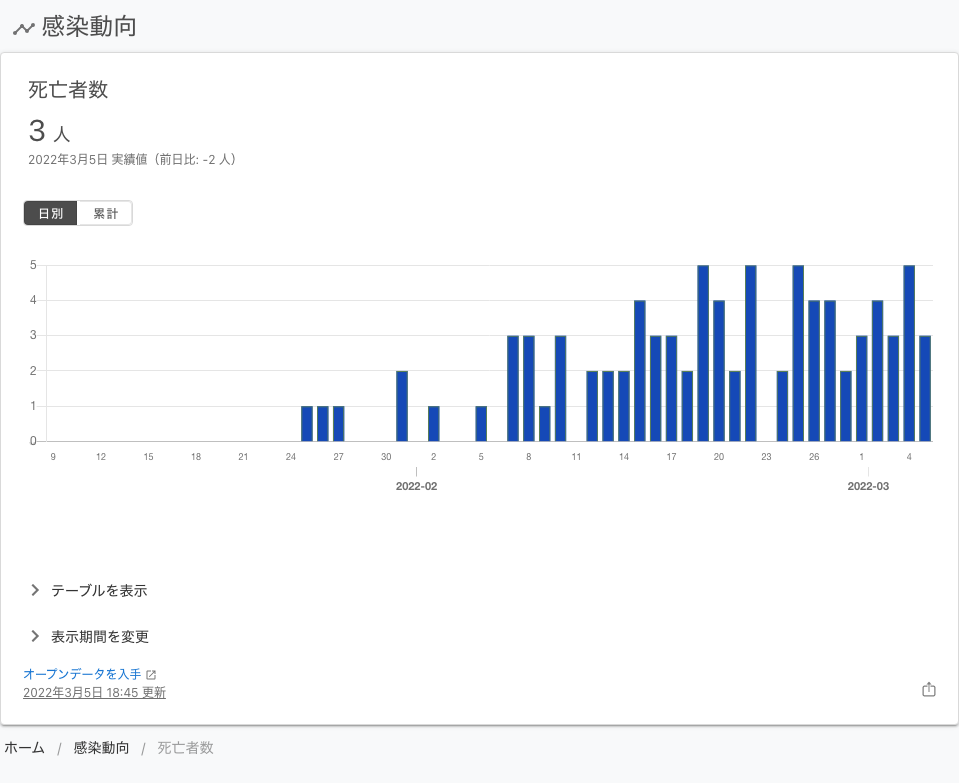 感染動向
死亡者数
3 人
2022年3月5日 実績値（前日比: -2 人）
日別 累計
5
4
3
2
1
0
9 12 15 18 21 24 27 30 2 5 8 11 14 17 20 23 26 1 4
2022-02 2022-03
テーブルを表示
表示期間を変更
オープンデータを入手
2022年3月5日 18:45 更新
ホーム / 感染動向 / 死亡者数